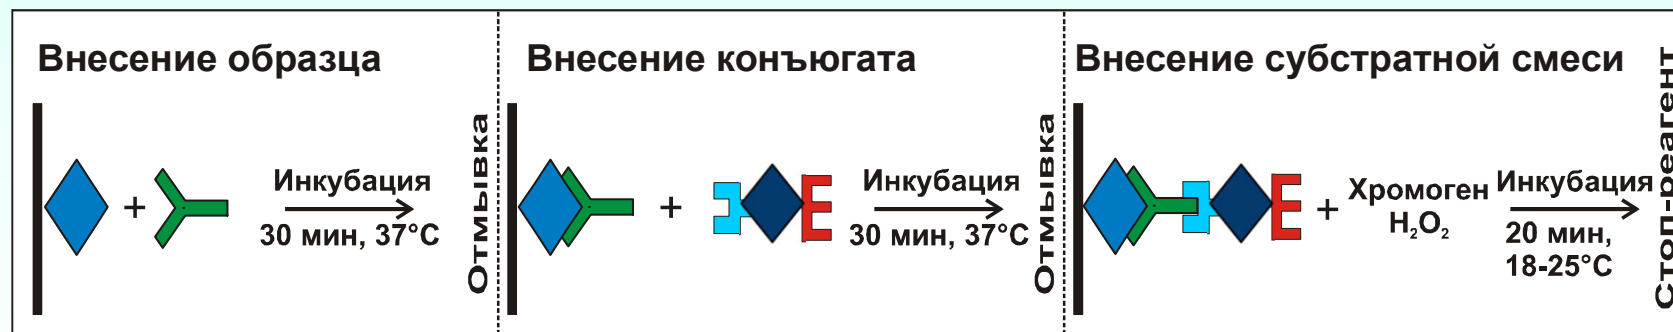 Внесение образца
+
Инкубация
30 мин, 37°C
Отмывка
Внесение конъюгата
+
Инкубация
30 мин, 37°C
Отмывка
Внесение субстратной смеси
+
Хромоген
H₂O₂
Инкубация
20 мин,
18-25°C
Стоп-реагент